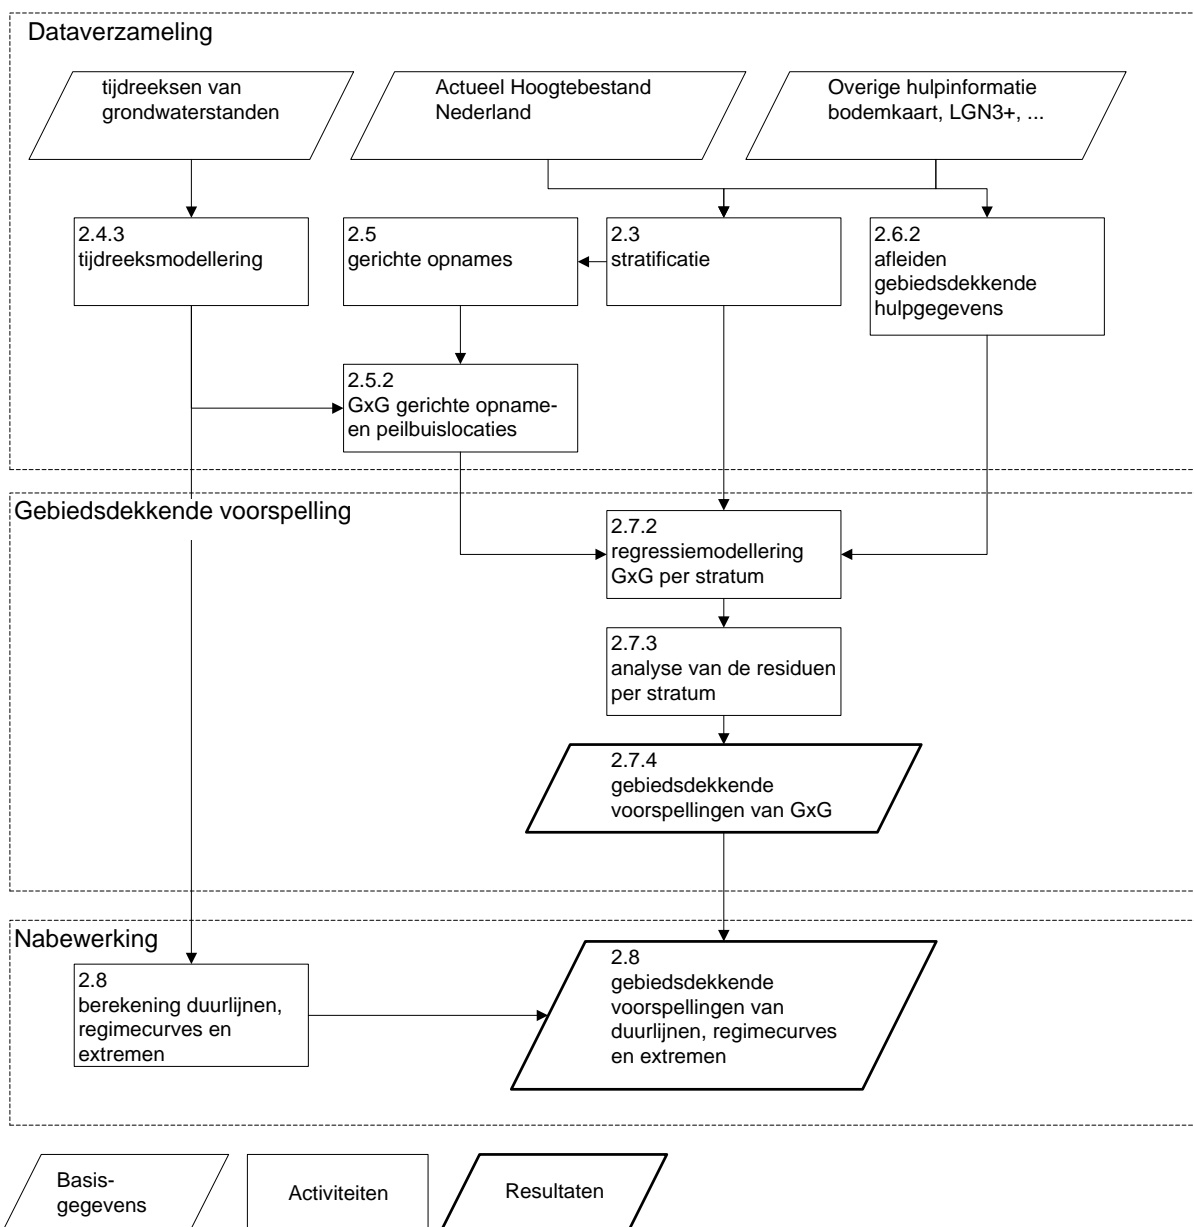 Dataverzameling
tijdreeksen van
grondwaterstanden
Actueel Hoogtebestand
Nederland
Overige hulpinformatie
bodemkaart, LGN3+, ...
2.4.3
tijdreeksmodellering
2.5
gerichte opnames
2.3
stratificatie
2.6.2
afleiden
gebiedsdekkende
hulpgegevens
2.5.2
GxG gerichte opname-
en peilbuislocaties
Gebiedsdekkende voorspelling
2.7.2
regressiemodellering
GxG per stratum
2.7.3
analyse van de residuen
per stratum
2.7.4
gebiedsdekkende
voorspellingen van GxG
Nabewerking
2.8
berekening duurlijnen,
regimecurves en
extremen
2.8
gebiedsdekkende
voorspellingen van
duurlijnen, regimecurves
en extremen
Basis-
gegevens
Activiteiten
Resultaten